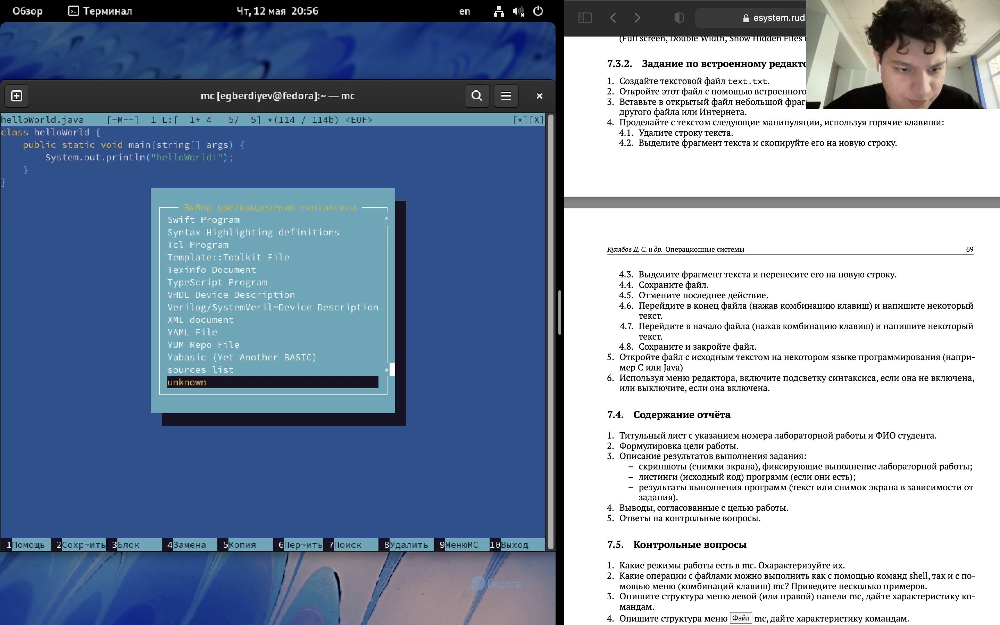 Обзор
Терминал
Чт, 12 мая 20:56
en
mc [egberdiyev@fedora]:~ — mc
helloWorld.java [-M--] 1 L:[ 1+ 4 5/ 5] *(114 / 114b) <EOF> [*][X]
class helloWorld {
public static void main(string[] args) {
System.out.println("helloWorld!");
}
}
Выбор цветовыделения синтаксиса
Swift Program
Syntax Highlighting definitions
Tcl Program
Template::Toolkit File
Texinfo Document
TypeScript Program
VHDL Device Description
Verilog/SystemVeril~Device Description
XML document
YAML File
YUM Repo File
Yabasic (Yet Another BASIC)
sources list
unknown
1Помощь 2Сохр~ить 3Блок 4Замена 5Копия 6Пер~ить 7Поиск 8Удалить 9МенюМС 10Выход
fedora
esystem.rud
(Full screen, Double Width, Show Hidden Files
7.3.2. Задание по встроенному
1. Создайте текстовой файл text.txt.
2. Откройте этот файл с помощью встроенного
3. Вставьте в открытый файл небольшой
другого файла или Интернета.
4. Проделайте с текстом следующие манипуляции, используя горячие клавиши:
4.1. Удалите строку текста.
4.2. Выделите фрагмент текста и скопируйте его на новую строку.
Кулябов Д. С. и др. Операционные системы 69
4.3. Выделите фрагмент текста и перенесите его на новую строку.
4.4. Сохраните файл.
4.5. Отмените последнее действие.
4.6. Перейдите в конец файла (нажав комбинацию клавиш) и напишите некоторый
текст.
4.7. Перейдите в начало файла (нажав комбинацию клавиш) и напишите некоторый
текст.
4.8. Сохраните и закройте файл.
5. Откройте файл с исходным текстом на некотором языке программирования (напри-
мер C или Java)
6. Используя меню редактора, включите подсветку синтаксиса, если она не включена,
или выключите, если она включена.
7.4. Содержание отчёта
1. Титульный лист с указанием номера лабораторной работы и ФИО студента.
2. Формулировка цели работы.
3. Описание результатов выполнения задания:
– скриншоты (снимки экрана), фиксирующие выполнение лабораторной работы;
– листинги (исходный код) программ (если они есть);
– результаты выполнения программ (текст или снимок экрана в зависимости от
задания).
4. Выводы, согласованные с целью работы.
5. Ответы на контрольные вопросы.
7.5. Контрольные вопросы
1. Какие режимы работы есть в mc. Охарактеризуйте их.
2. Какие операции с файлами можно выполнить как с помощью команд shell, так и с по-
мощью меню (комбинаций клавиш) mc? Приведите несколько примеров.
3. Опишите структура меню левой (или правой) панели mc, дайте характеристику ко-
мандам.
4. Опишите структура меню Файл mc, дайте характеристику командам.